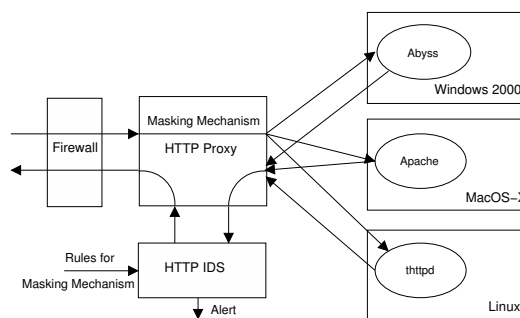 Abyss
Windows 2000
Masking Mechanism
Firewall
HTTP Proxy
Apache
MacOS-X
Rules for
Masking Mechanism
HTTP IDS
thttpd
Linux
Alert